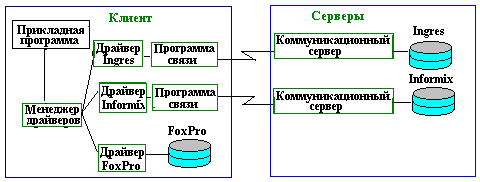 Клиент
Серверы
Прикладная
программа
Драйвер
Ingres
Программа
связи
Коммуникационный
сервер
Ingres
Менеджер
драйверов
Драйвер
Informix
Программа
связи
Коммуникационный
сервер
Informix
Драйвер
FoxPro
FoxPro